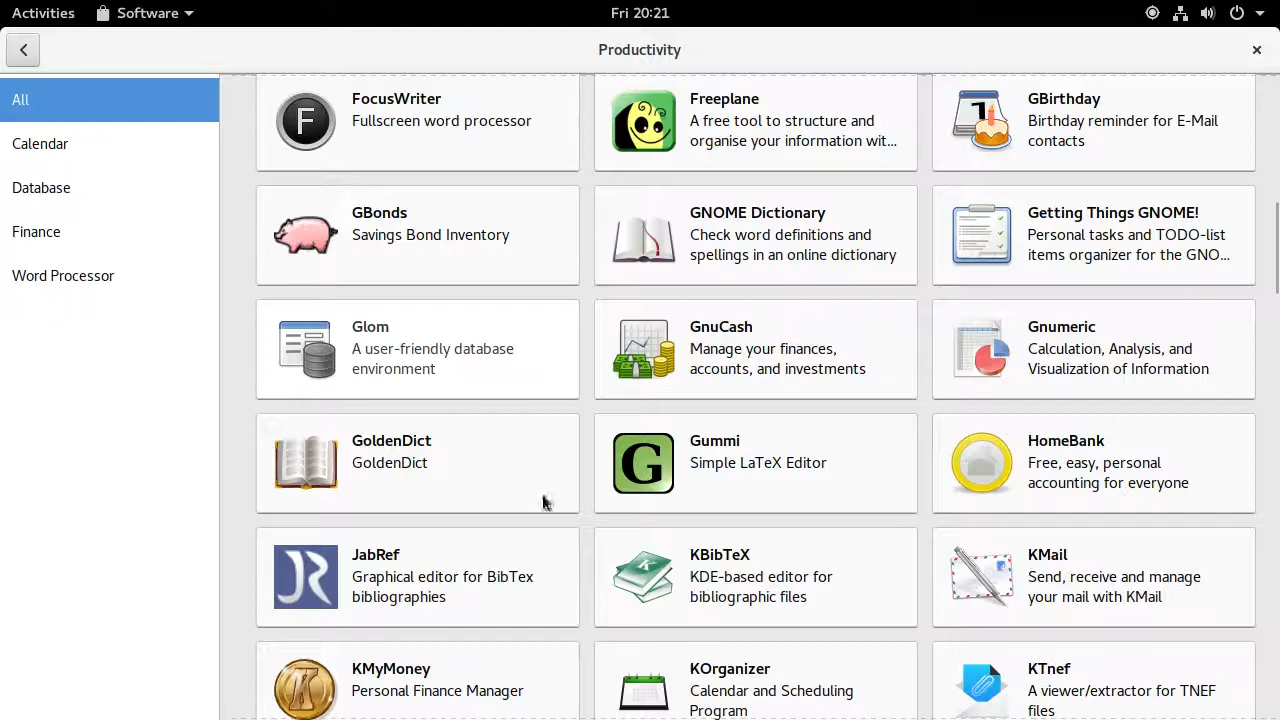 Activities Software Fri 20:21
Productivity
All
Calendar
Database
Finance
Word Processor
FocusWriter
Fullscreen word processor
Freeplane
A free tool to structure and
organise your information wit...
GBirthday
Birthday reminder for E-Mail
contacts
GBonds
Savings Bond Inventory
GNOME Dictionary
Check word definitions and
spellings in an online dictionary
Getting Things GNOME!
Personal tasks and TODO-list
items organizer for the GNO...
Glom
A user-friendly database
environment
GnuCash
Manage your finances,
accounts, and investments
Gnumeric
Calculation, Analysis, and
Visualization of Information
GoldenDict
GoldenDict
Gummi
Simple LaTeX Editor
HomeBank
Free, easy, personal
accounting for everyone
JabRef
Graphical editor for BibTex
bibliographies
KBibTeX
KDE-based editor for
bibliographic files
KMail
Send, receive and manage
your mail with KMail
KMyMoney
Personal Finance Manager
KOrganizer
Calendar and Scheduling
Program
KTnef
A viewer/extractor for TNEF
files